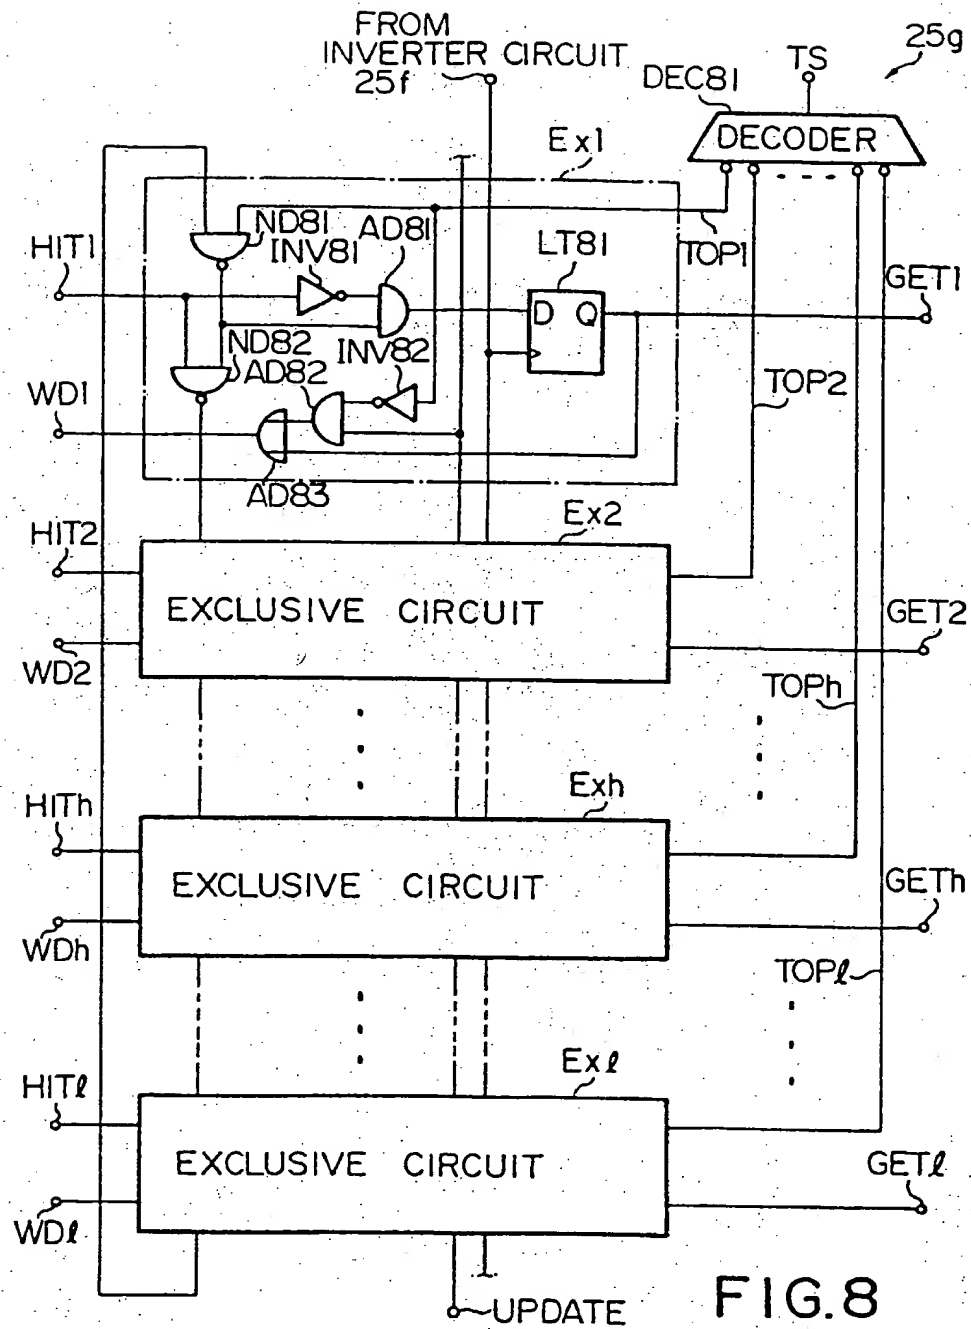 FROM
INVERTER CIRCUIT
25f
25g
TS
DEC81
DECODER
Ex1
ND81
INV81
AD81
HIT1
LT81
TOP1
GET1
D Q
ND82
AD82
INV82
WD1
TOP2
AD83
HIT2
Ex2
EXCLUSIVE CIRCUIT
GET2
WD2
TOPh
HITh
Exh
EXCLUSIVE CIRCUIT
GETh
WDh
TOPℓ
HITℓ
Exℓ
EXCLUSIVE CIRCUIT
GETℓ
WDℓ
UPDATE
FIG.8